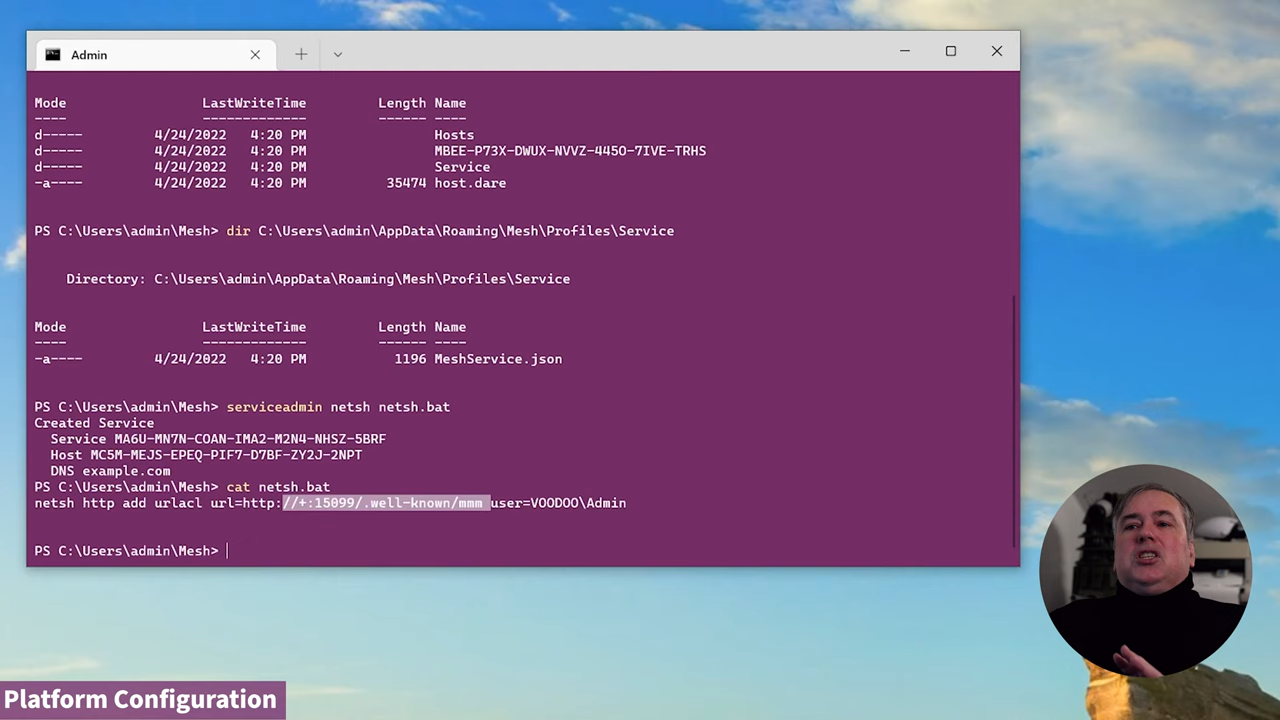 Admin
Mode LastWriteTime Length Name
---- ------------- ------ ----
d----- 4/24/2022 4:20 PM Hosts
d----- 4/24/2022 4:20 PM MBEE-P73X-DWUX-NVVZ-445O-7IVE-TRHS
d----- 4/24/2022 4:20 PM Service
-a---- 4/24/2022 4:20 PM 35474 host.dare
PS C:\Users\admin\Mesh> dir C:\Users\admin\AppData\Roaming\Mesh\Profiles\Service
Directory: C:\Users\admin\AppData\Roaming\Mesh\Profiles\Service
Mode LastWriteTime Length Name
---- ------------- ------ ----
-a---- 4/24/2022 4:20 PM 1196 MeshService.json
PS C:\Users\admin\Mesh> serviceadmin netsh netsh.bat
Created Service
Service MA6U-MN7N-COAN-IMA2-M2N4-NHSZ-5BRF
Host MC5M-MEJS-EPEQ-PIF7-D7BF-ZY2J-2NPT
DNS example.com
PS C:\Users\admin\Mesh> cat netsh.bat
netsh http add urlacl url=http://+:15099/.well-known/mmm user=VOODOO\Admin
PS C:\Users\admin\Mesh>
Platform Configuration